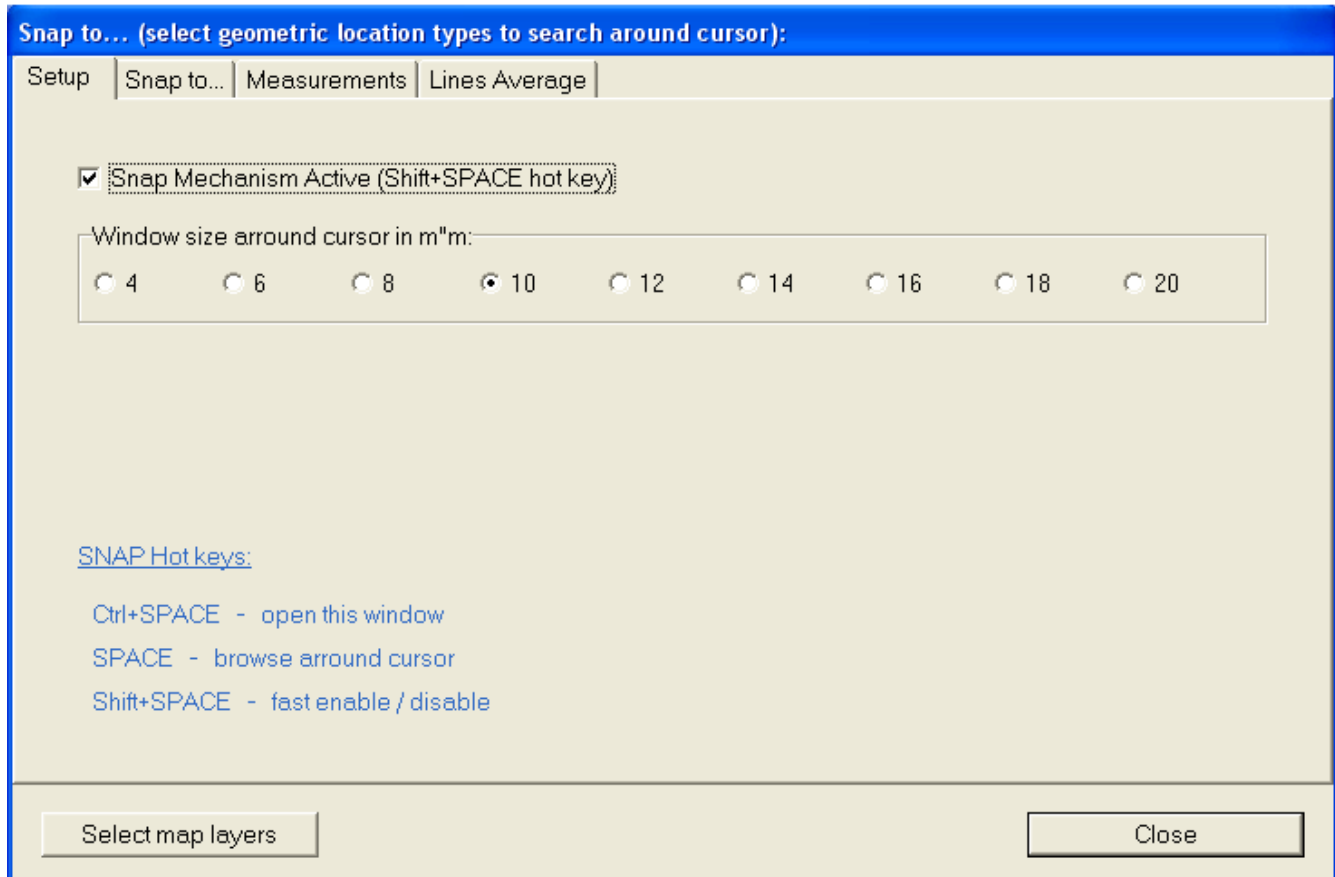 Snap to... (select geometric location types to search around cursor):
Setup Snap to... Measurements Lines Average
Snap Mechanism Active (Shift+SPACE hot key)
Window size arround cursor in m"m:
4 6 8 10 12 14 16 18 20
SNAP Hot keys:
Ctrl+SPACE - open this window
SPACE - browse arround cursor
Shift+SPACE - fast enable / disable
Select map layers Close